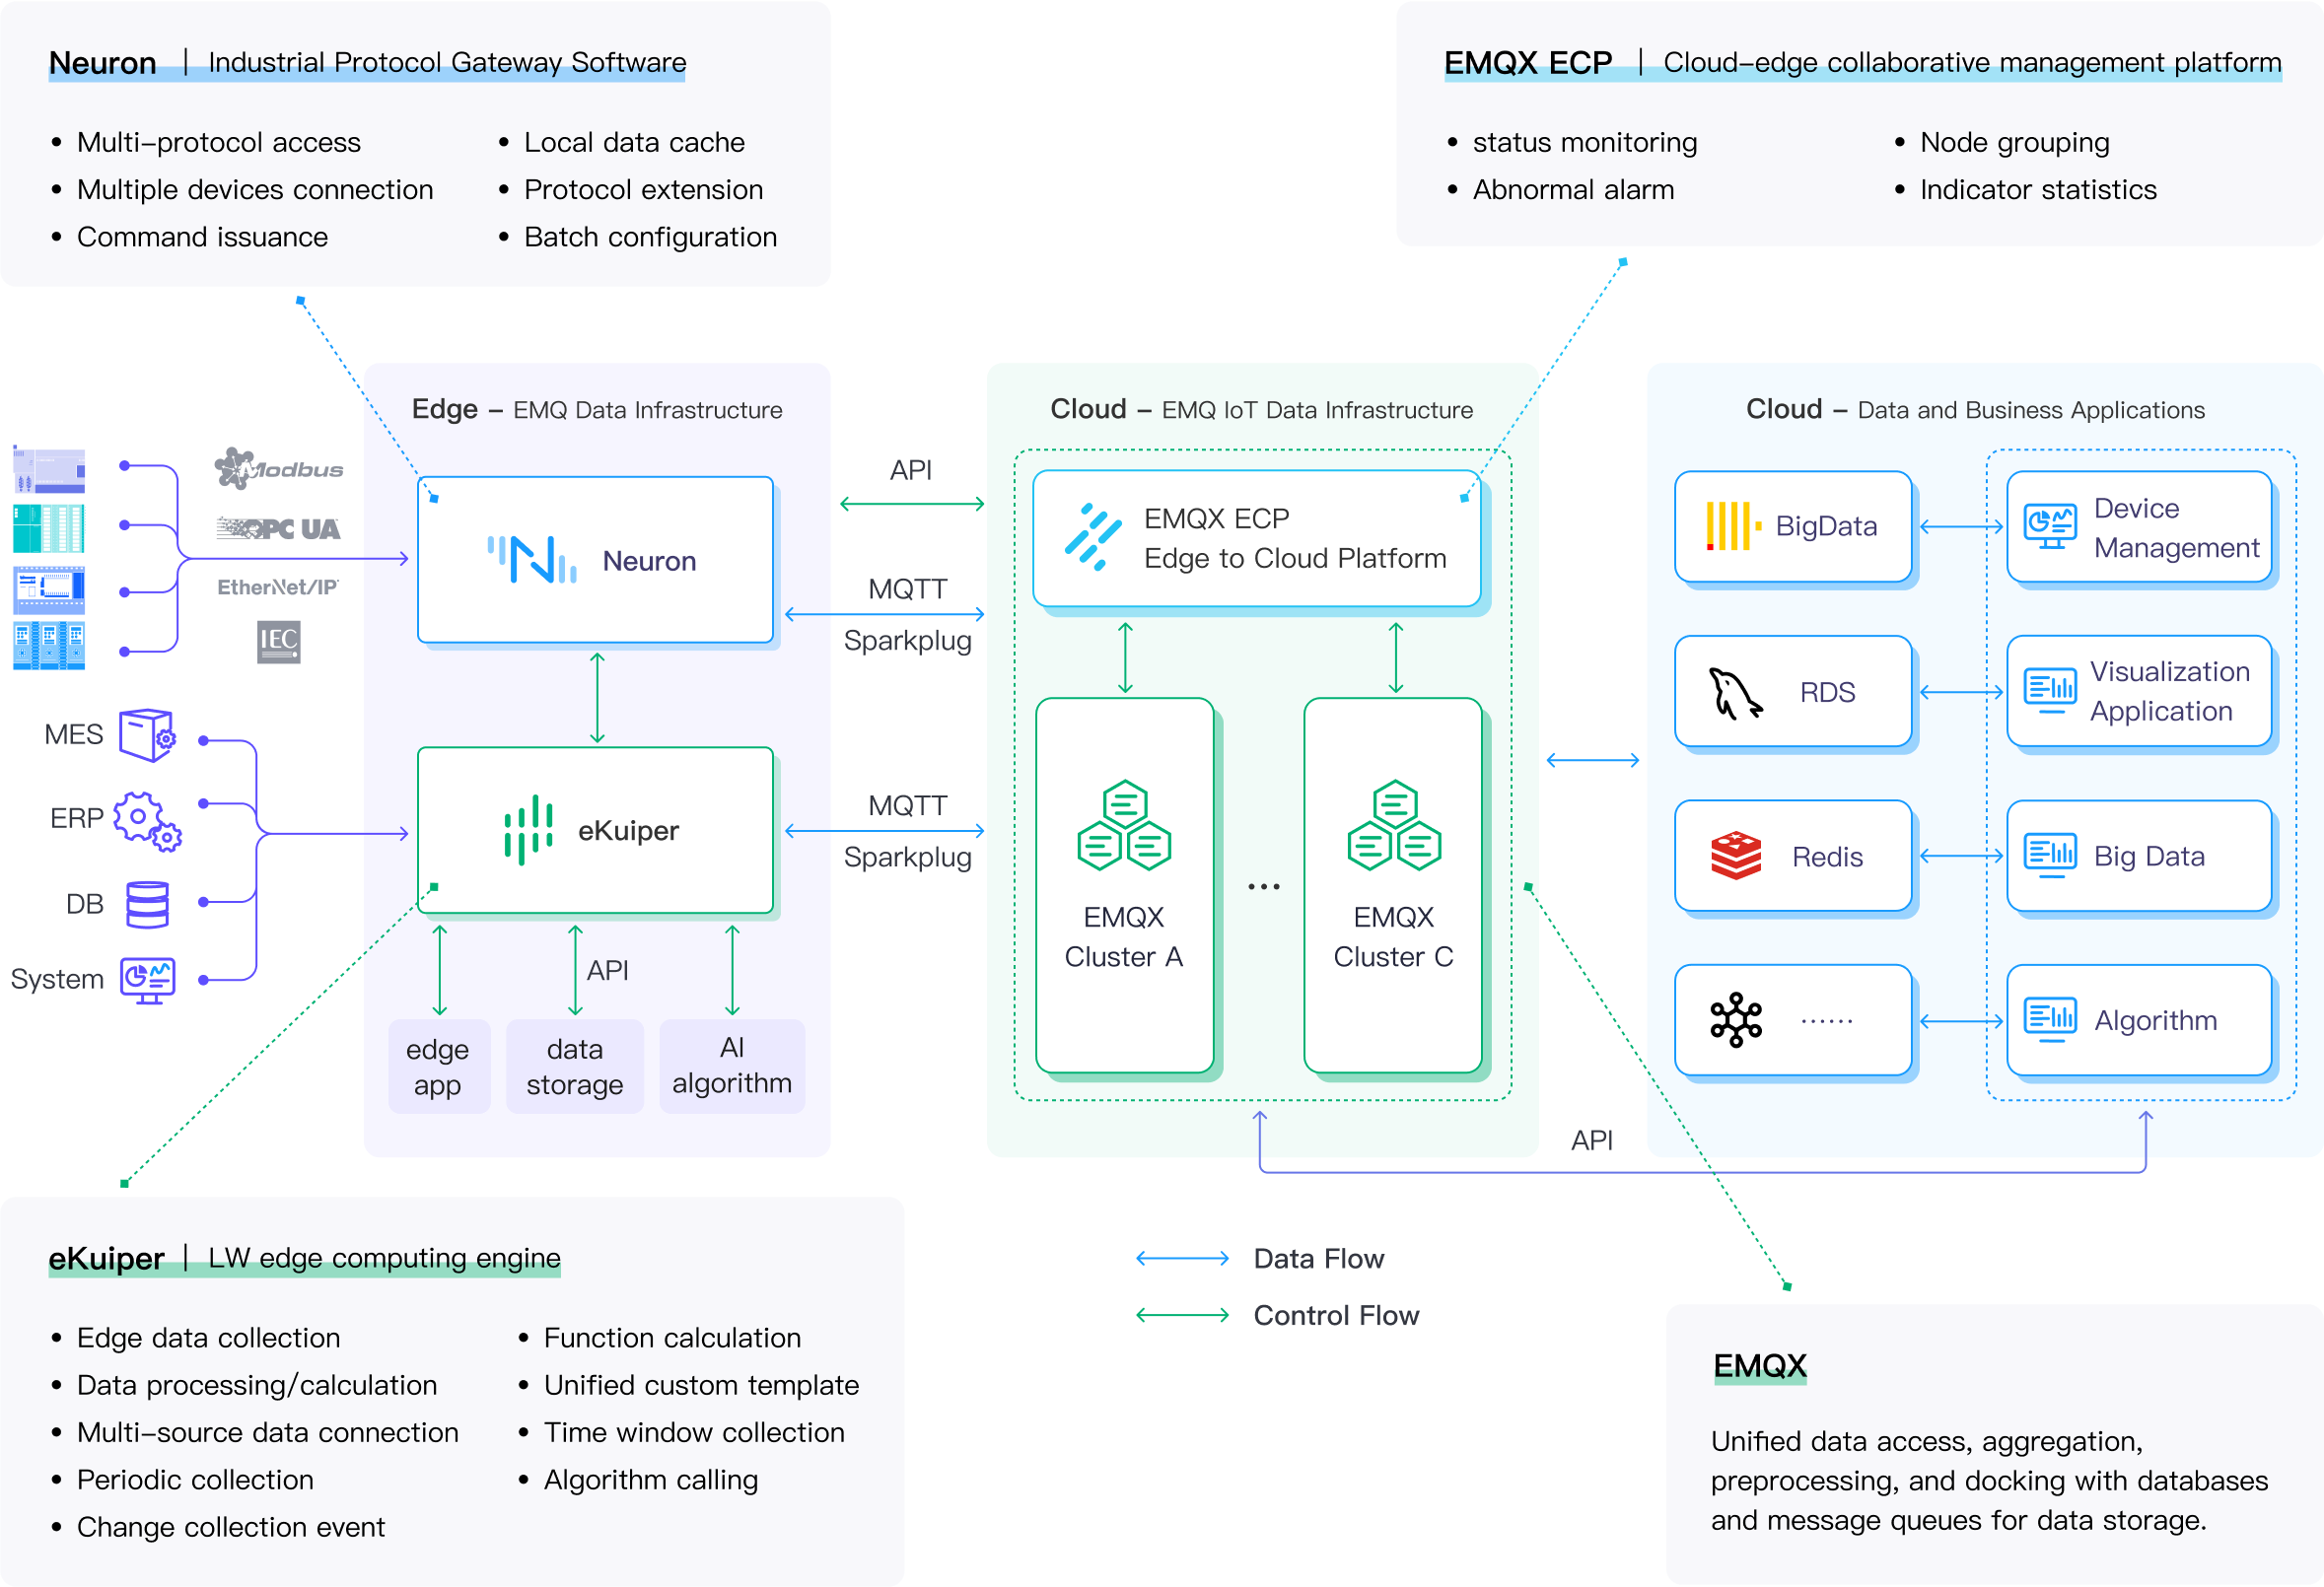 Neuron | Industrial Protocol Gateway Software
• Multi-protocol access
• Multiple devices connection
• Command issuance
• Local data cache
• Protocol extension
• Batch configuration
EMQX ECP | Cloud-edge collaborative management platform
• status monitoring
• Abnormal alarm
• Node grouping
• Indicator statistics
Modbus
OPC UA
EtherNet/IP
IEC
MES
ERP
DB
System
Edge – EMQ Data Infrastructure
Neuron
eKuiper
API
edge
app
data
storage
AI
algorithm
API
MQTT
Sparkplug
MQTT
Sparkplug
Cloud – EMQ IoT Data Infrastructure
EMQX ECP
Edge to Cloud Platform
EMQX
Cluster A
...
EMQX
Cluster C
Cloud – Data and Business Applications
BigData
Device
Management
RDS
Visualization
Application
Redis
Big Data
······
Algorithm
API
Data Flow
Control Flow
eKuiper | LW edge computing engine
• Edge data collection
• Data processing/calculation
• Multi-source data connection
• Periodic collection
• Change collection event
• Function calculation
• Unified custom template
• Time window collection
• Algorithm calling
EMQX
Unified data access, aggregation,
preprocessing, and docking with databases
and message queues for data storage.